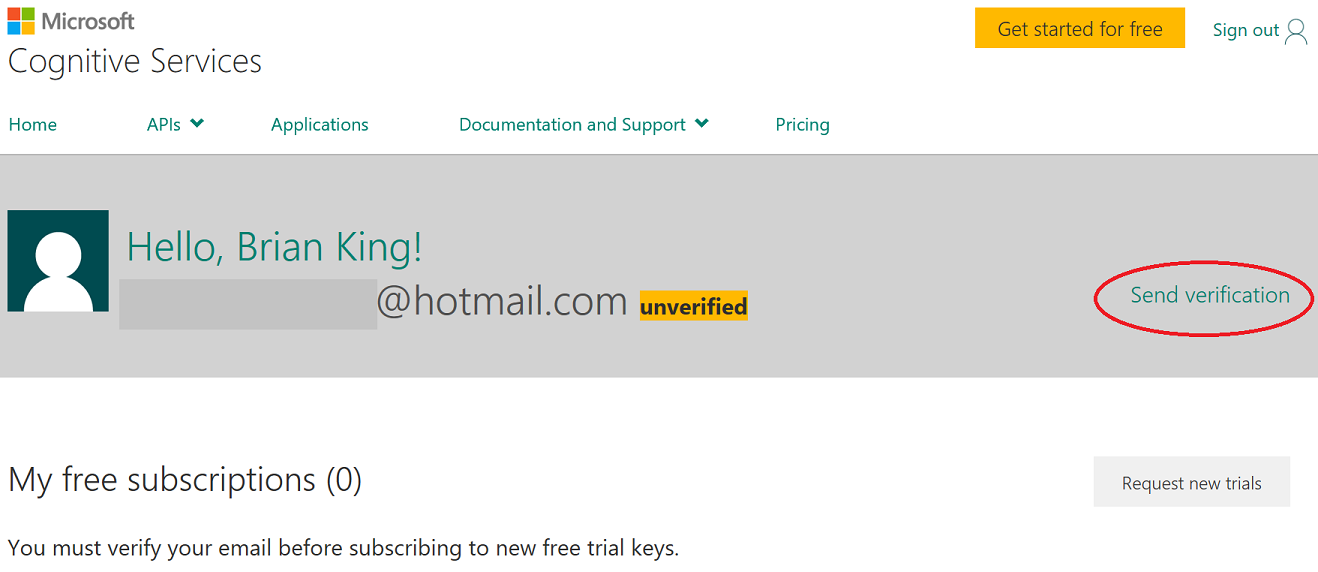 Microsoft
Cognitive Services
Get started for free
Sign out
Home
APIs
Applications
Documentation and Support
Pricing
Hello, Brian King!
@hotmail.com
unverified
Send verification
My free subscriptions (0)
Request new trials
You must verify your email before subscribing to new free trial keys.